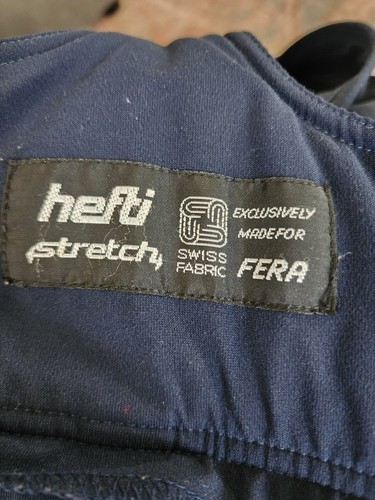 hefti
stretch
SWISS
FABRIC
EXCLUSIVELY
MADE FOR
FERA